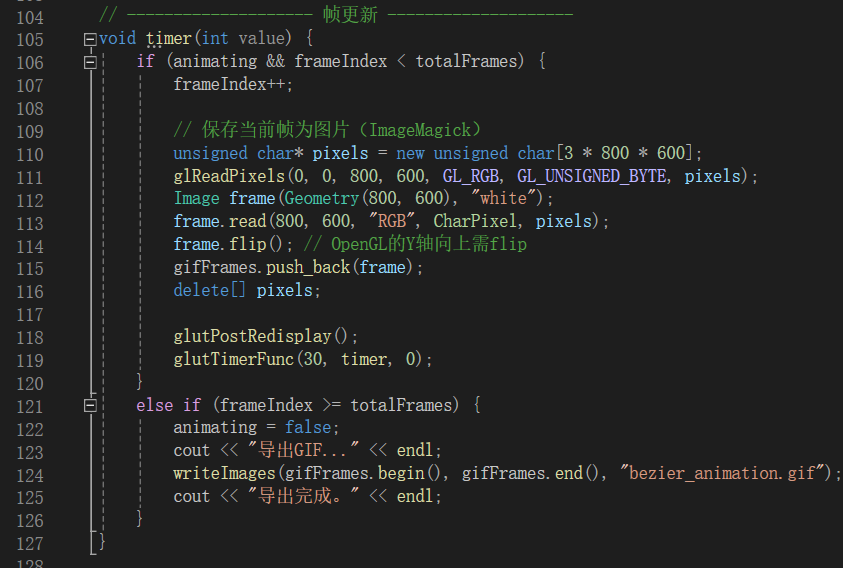 104 // -------------------- 帧更新 --------------------
105 void timer(int value) {
106     if (animating && frameIndex < totalFrames) {
107         frameIndex++;
108
109         // 保存当前帧为图片（ImageMagick）
110         unsigned char* pixels = new unsigned char[3 * 800 * 600];
111         glReadPixels(0, 0, 800, 600, GL_RGB, GL_UNSIGNED_BYTE, pixels);
112         Image frame(Geometry(800, 600), "white");
113         frame.read(800, 600, "RGB", CharPixel, pixels);
114         frame.flip(); // OpenGL的Y轴向上需flip
115         gifFrames.push_back(frame);
116         delete[] pixels;
117
118         glutPostRedisplay();
119         glutTimerFunc(30, timer, 0);
120     }
121     else if (frameIndex >= totalFrames) {
122         animating = false;
123         cout << "导出GIF..." << endl;
124         writeImages(gifFrames.begin(), gifFrames.end(), "bezier_animation.gif");
125         cout << "导出完成。" << endl;
126     }
127 }
128